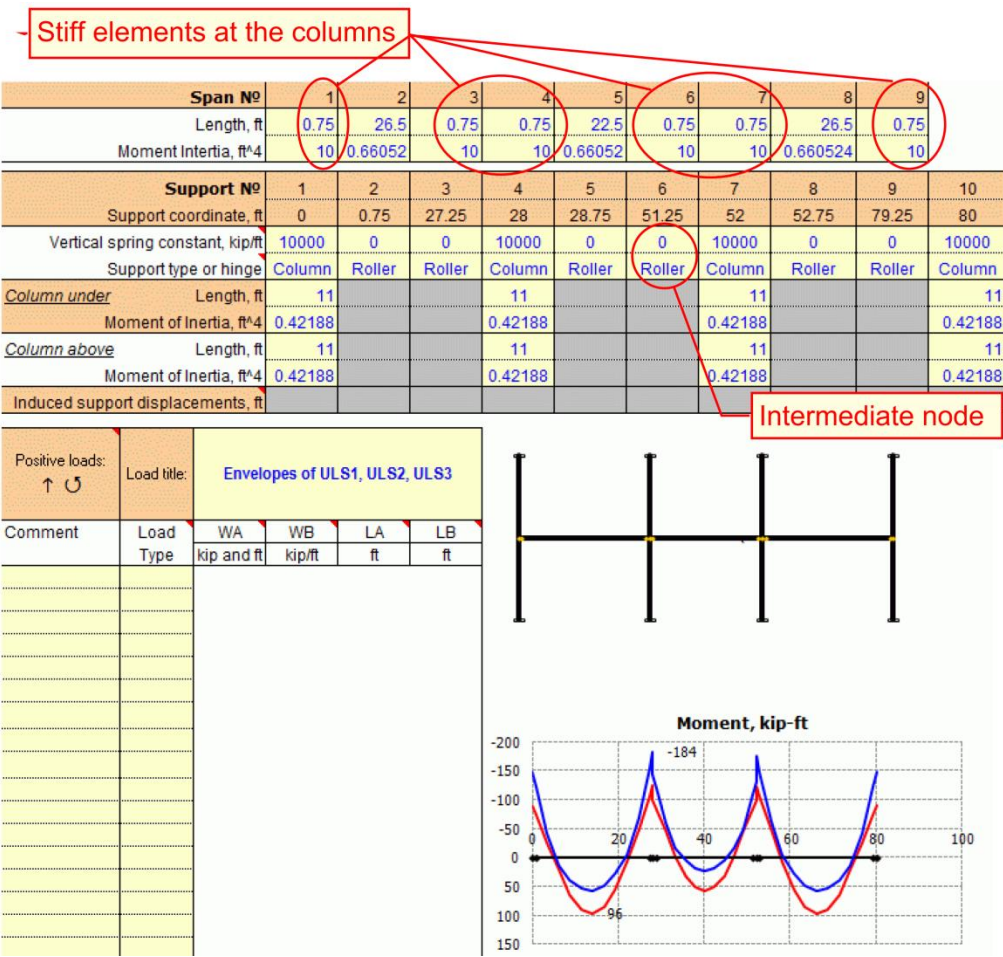 Stiff elements at the columns
Span № 1 2 3 4 5 6 7 8 9
Length, ft 0.75 26.5 0.75 0.75 22.5 0.75 0.75 26.5 0.75
Moment Intertia, ft^4 10 0.66052 10 10 0.66052 10 10 0.660524 10
Support № 1 2 3 4 5 6 7 8 9 10
Support coordinate, ft 0 0.75 27.25 28 28.75 51.25 52 52.75 79.25 80
Vertical spring constant, kip/ft 10000 0 0 10000 0 0 10000 0 0 10000
Support type or hinge Column Roller Roller Column Roller Roller Column Roller Roller Column
Column under Length, ft 11 11 11 11
Moment of Inertia, ft^4 0.42188 0.42188 0.42188 0.42188
Column above Length, ft 11 11 11 11
Moment of Inertia, ft^4 0.42188 0.42188 0.42188 0.42188
Induced support displacements, ft
Intermediate node
Positive loads:
↑ ↺
Load title:
Envelopes of ULS1, ULS2, ULS3
Comment Load WA WB LA LB
Type kip and ft kip/ft ft ft
Moment, kip-ft
-200
-184
-150
-100
-50
0 20 40 60 80 100
0
50
96
100
150